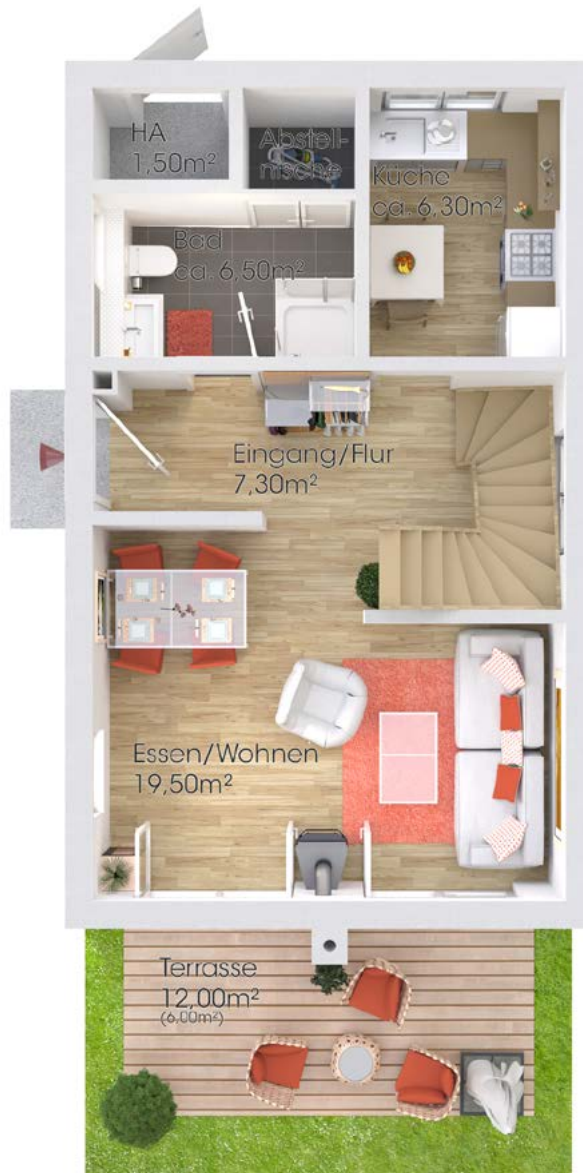 HA
1,50m²
Abstell-
nische
Küche
ca. 6,30m²
Bad
ca. 6,50m²
Eingang/Flur
7,30m²
Essen/Wohnen
19,50m²
Terrasse
12,00m²
(6,00m²)